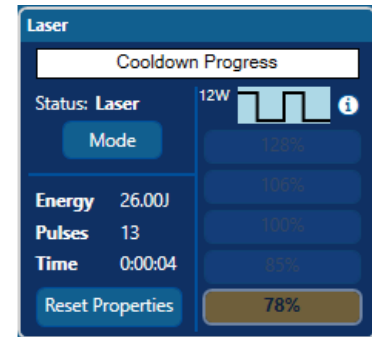 Laser
Cooldown Progress
Status: Laser
Mode
Energy 26.00J
Pulses 13
Time 0:00:04
Reset Properties
12W
128%
106%
100%
85%
78%